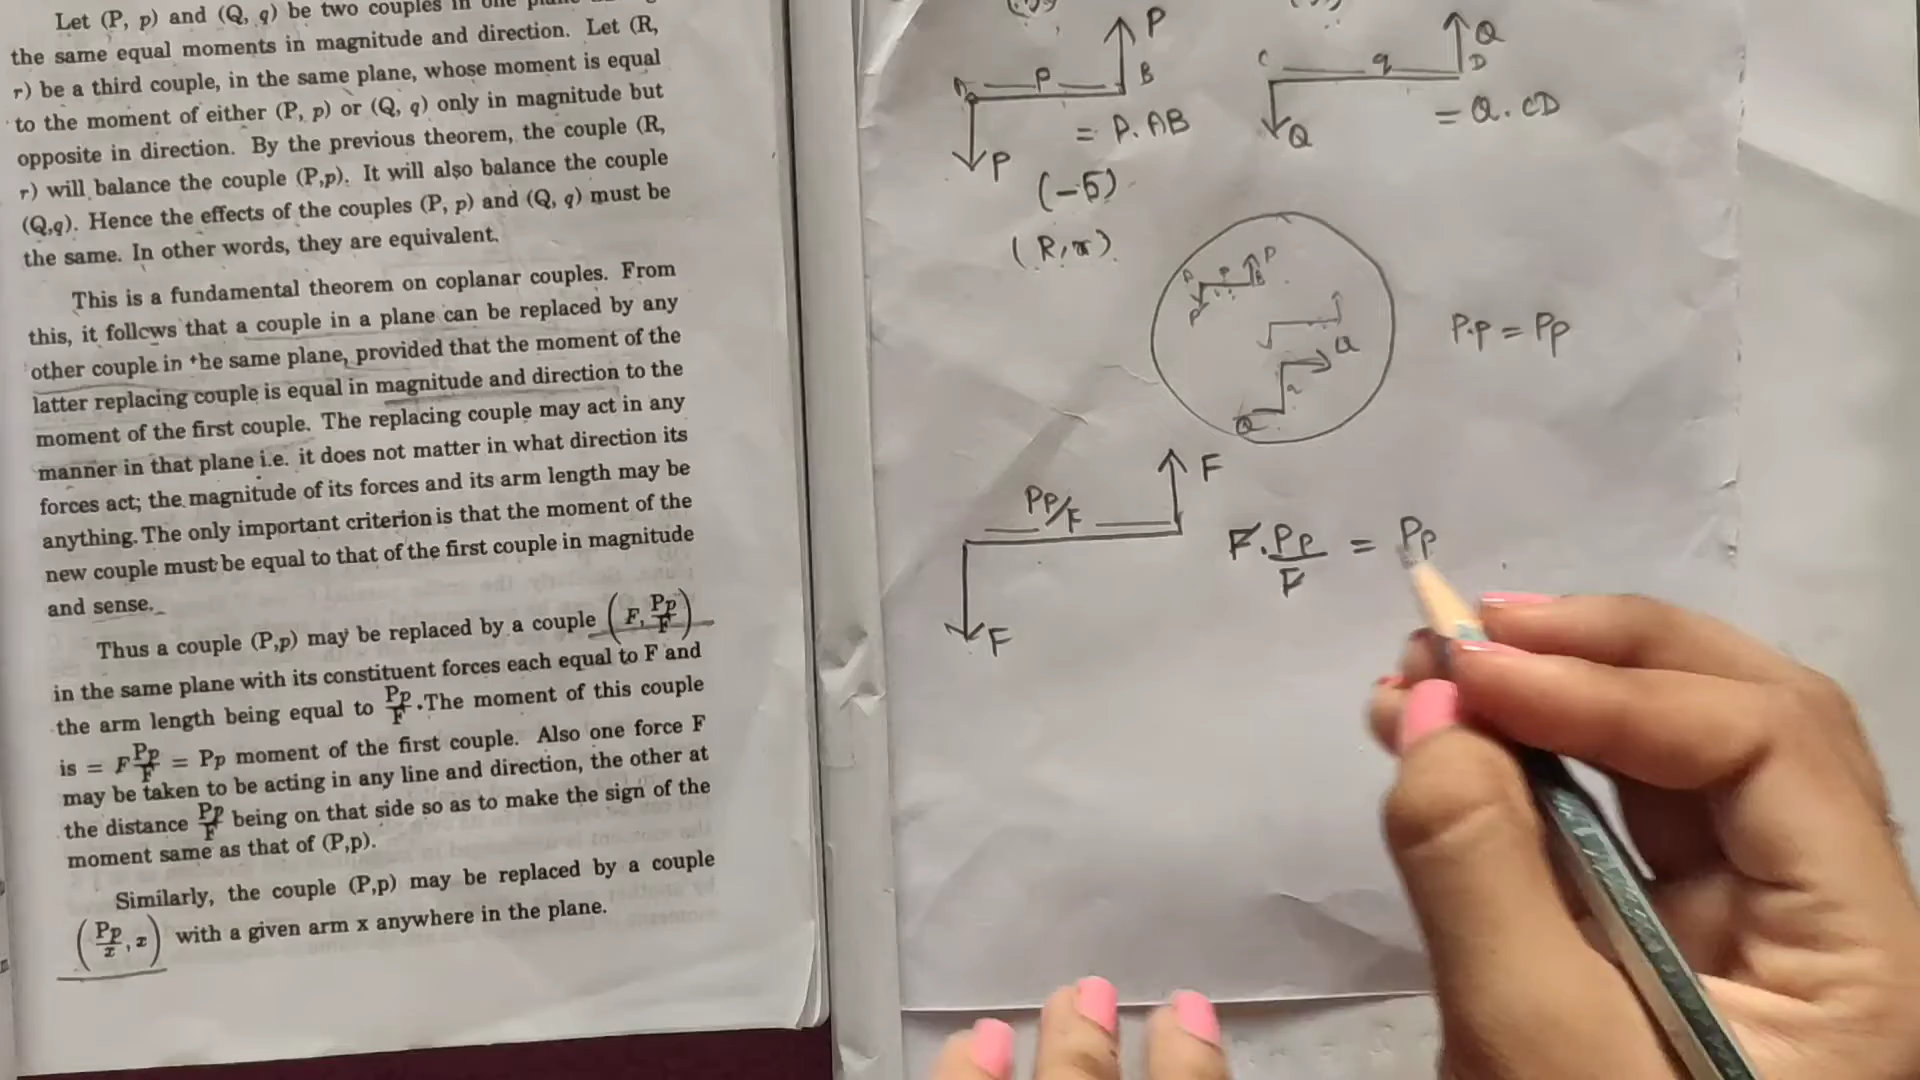 Let (P, p) and (Q, q) be two couples in one plane
the same equal moments in magnitude and direction. Let (R,
r) be a third couple, in the same plane, whose moment is equal
to the moment of either (P, p) or (Q, q) only in magnitude but
opposite in direction. By the previous theorem, the couple (R,
r) will balance the couple (P,p). It will also balance the couple
(Q,q). Hence the effects of the couples (P, p) and (Q, q) must be
the same. In other words, they are equivalent.
This is a fundamental theorem on coplanar couples. From
this, it follcws that a couple in a plane can be replaced by any
other couple in the same plane, provided that the moment of the
latter replacing couple is equal in magnitude and direction to the
moment of the first couple. The replacing couple may act in any
manner in that plane i.e. it does not matter in what direction its
forces act; the magnitude of its forces and its arm length may be
anything. The only important criterion is that the moment of the
new couple must be equal to that of the first couple in magnitude
and sense.
Thus a couple (P,p) may be replaced by a couple (F, Pp/F)
in the same plane with its constituent forces each equal to F and
the arm length being equal to Pp/F. The moment of this couple
is = F Pp/F = Pp moment of the first couple. Also one force F
may be taken to be acting in any line and direction, the other at
the distance Pp/F being on that side so as to make the sign of the
moment same as that of (P,p).
Similarly, the couple (P,p) may be replaced by a couple
(Pp/x, x) with a given arm x anywhere in the plane.
P
p
B
= P. AB
P
(-5)
(R, r)
Q
C
q
D
= Q. CD
Q
P
A
p
B
P
Q
Q
P.p = Pp
F
Pp/F
F
F. Pp/F = Pp